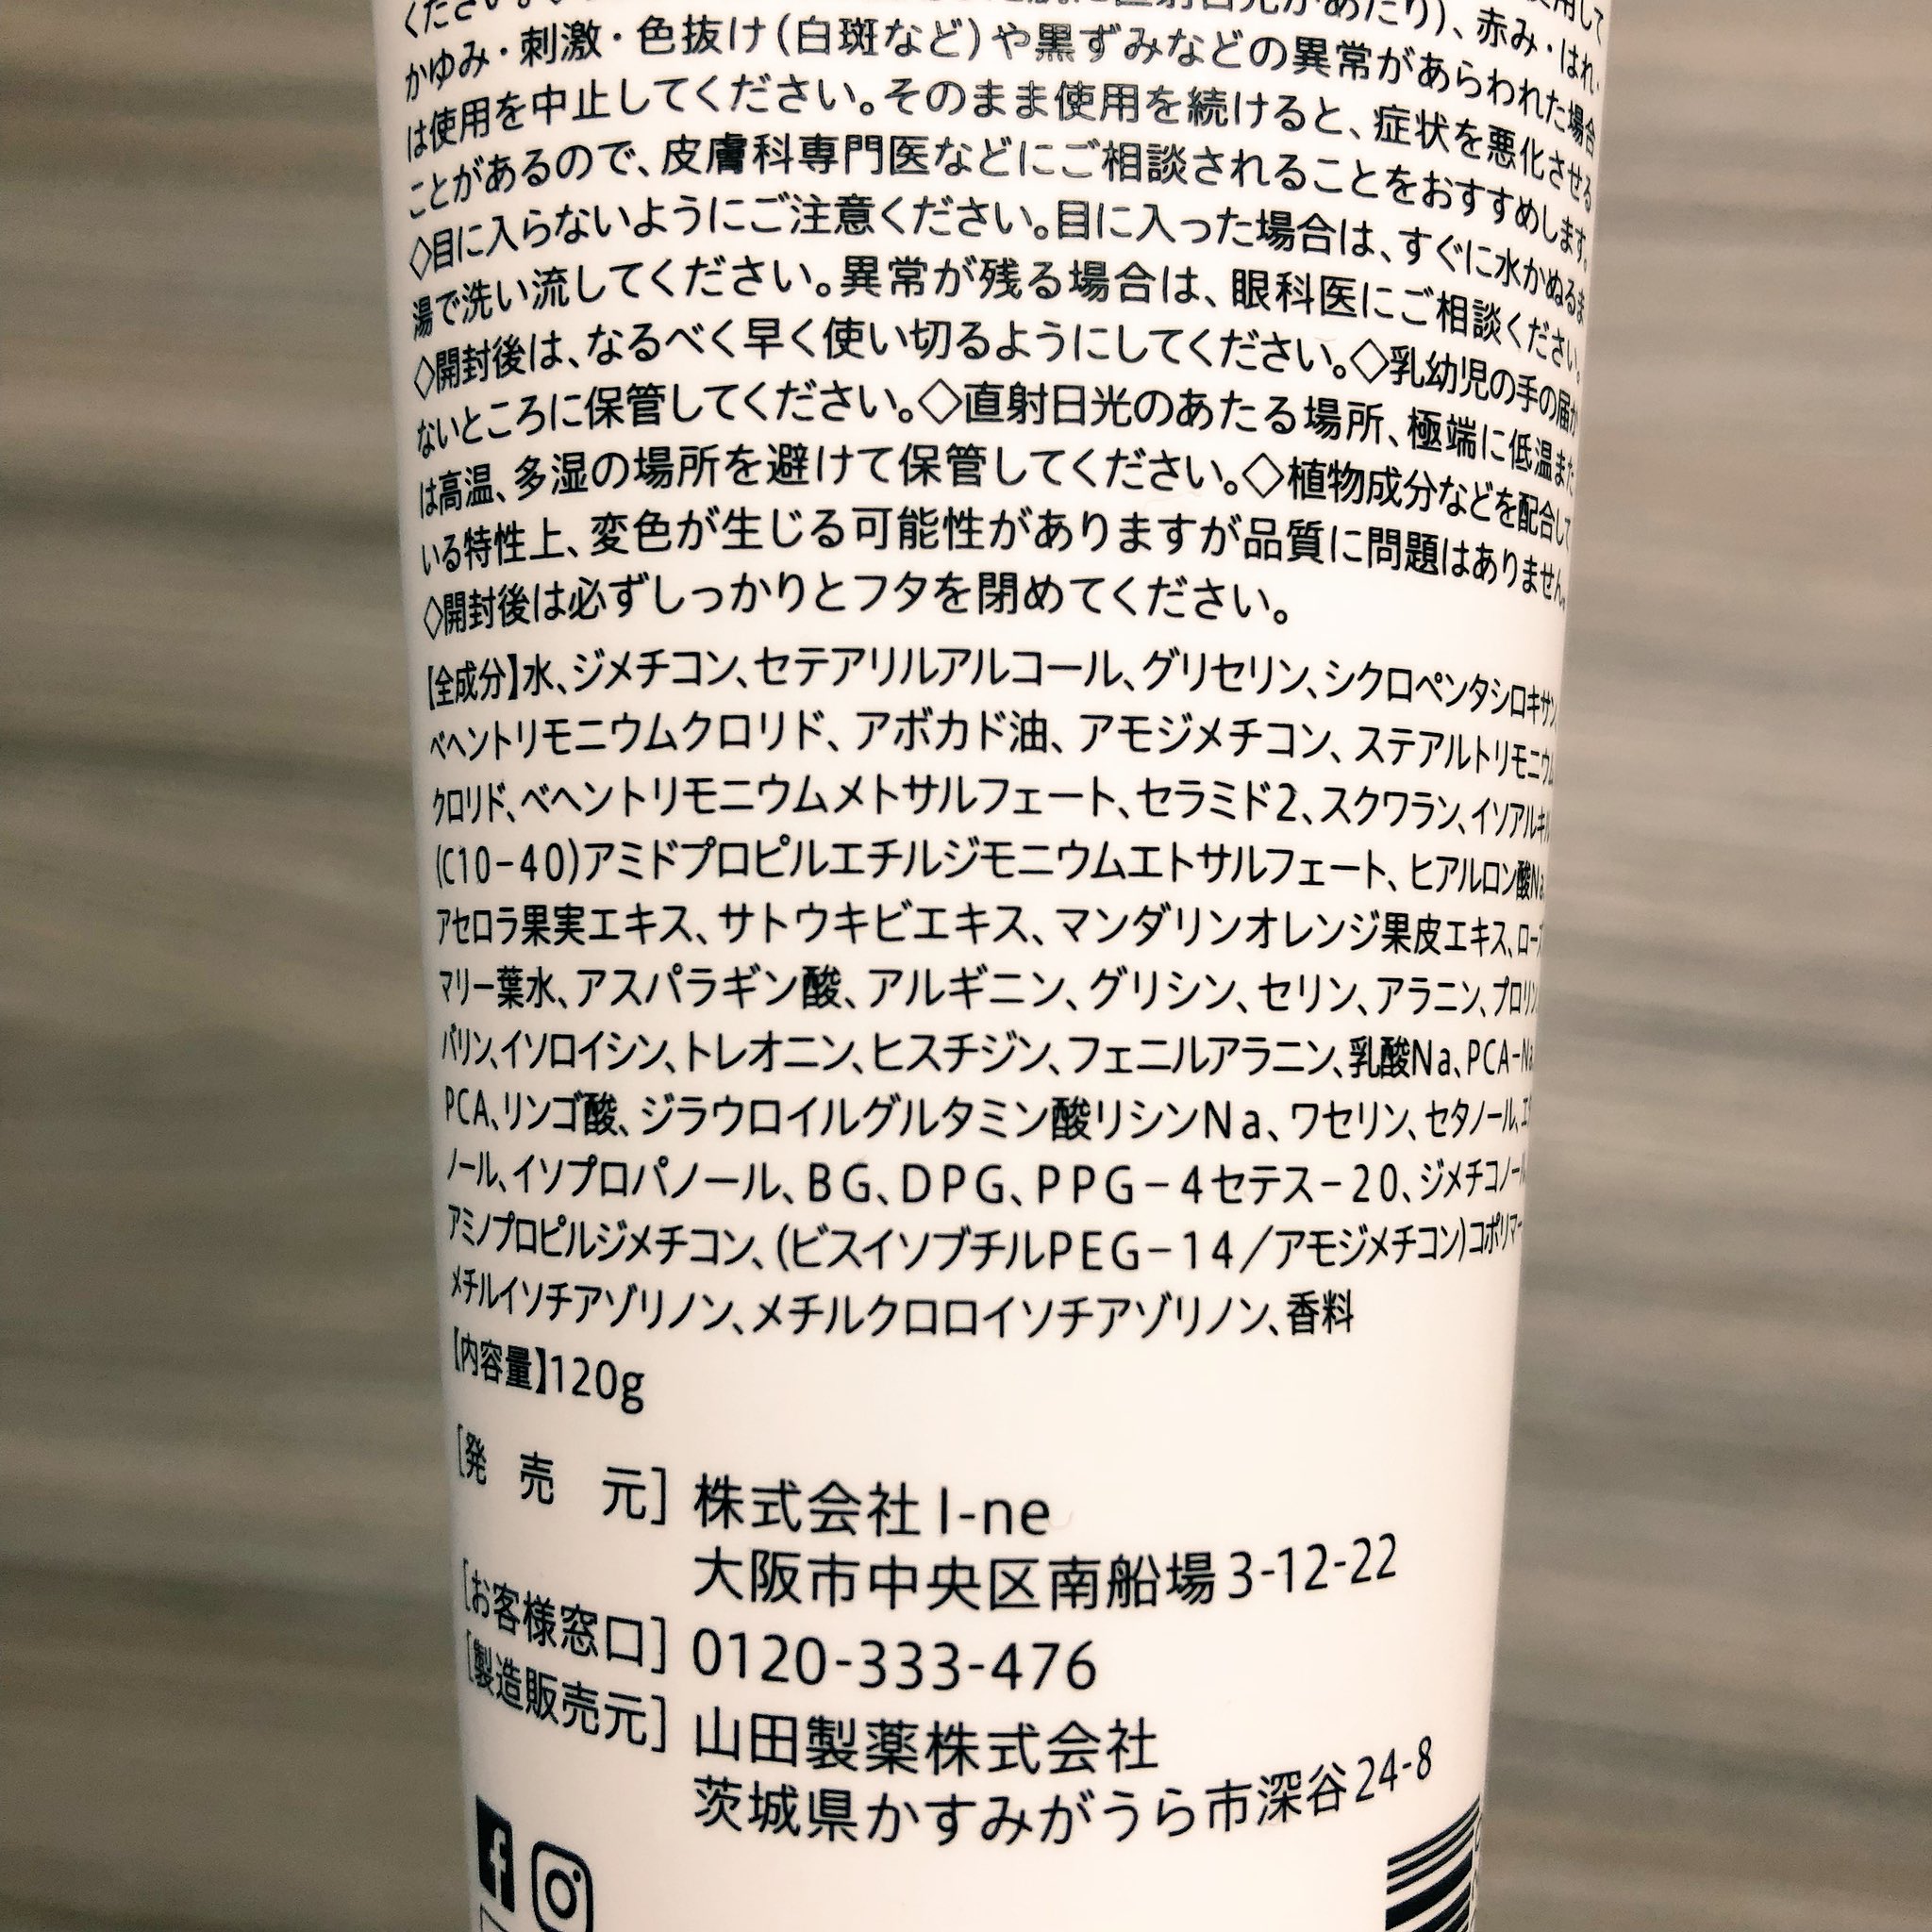 ください。
直射日光があたり)、赤み・はれ・
かゆみ・刺激・色抜け(白斑など)や黒ずみなどの異常があらわれた場合
は使用を中止してください。そのまま使用を続けると、症状を悪化させる
ことがあるので、皮膚科専門医などにご相談されることをおすすめします。
◇目に入らないようにご注意ください。目に入った場合は、すぐに水かぬるま
湯で洗い流してください。異常が残る場合は、眼科医にご相談ください。
◇開封後は、なるべく早く使い切るようにしてください。◇乳幼児の手の届か
ないところに保管してください。◇直射日光のあたる場所、極端に低温また
は高温、多湿の場所を避けて保管してください。◇植物成分などを配合して
いる特性上、変色が生じる可能性がありますが品質に問題はありません。
◇開封後は必ずしっかりとフタを閉めてください。
【全成分】水、ジメチコン、セテアリルアルコール、グリセリン、シクロペンタシロキサン、
ベヘントリモニウムクロリド、アボカド油、アモジメチコン、ステアルトリモニウム
クロリド、ベヘントリモニウムメトサルフェート、セラミド2、スクワラン、イソアルキル
(C10-40)アミドプロピルエチルジモニウムエトサルフェート、ヒアルロン酸Na、
アセロラ果実エキス、サトウキビエキス、マンダリンオレンジ果皮エキス、ローズ
マリー葉水、アスパラギン酸、アルギニン、グリシン、セリン、アラニン、プロリン、
バリン、イソロイシン、トレオニン、ヒスチジン、フェニルアラニン、乳酸Na、PCA-Na、
PCA、リンゴ酸、ジラウロイルグルタミン酸リシンNa、ワセリン、セタノール、エタ
ノール、イソプロパノール、BG、DPG、PPG-4セテス-20、ジメチコノール、
アミノプロピルジメチコン、(ビスイソブチルPEG-14/アモジメチコン)コポリマー、
メチルイソチアゾリノン、メチルクロロイソチアゾリノン、香料
【内容量】120g
[発 売 元] 株式会社 I-ne
大阪市中央区南船場3-12-22
[お客様窓口] 0120-333-476
[製造販売元] 山田製薬株式会社
茨城県かすみがうら市深谷24-8